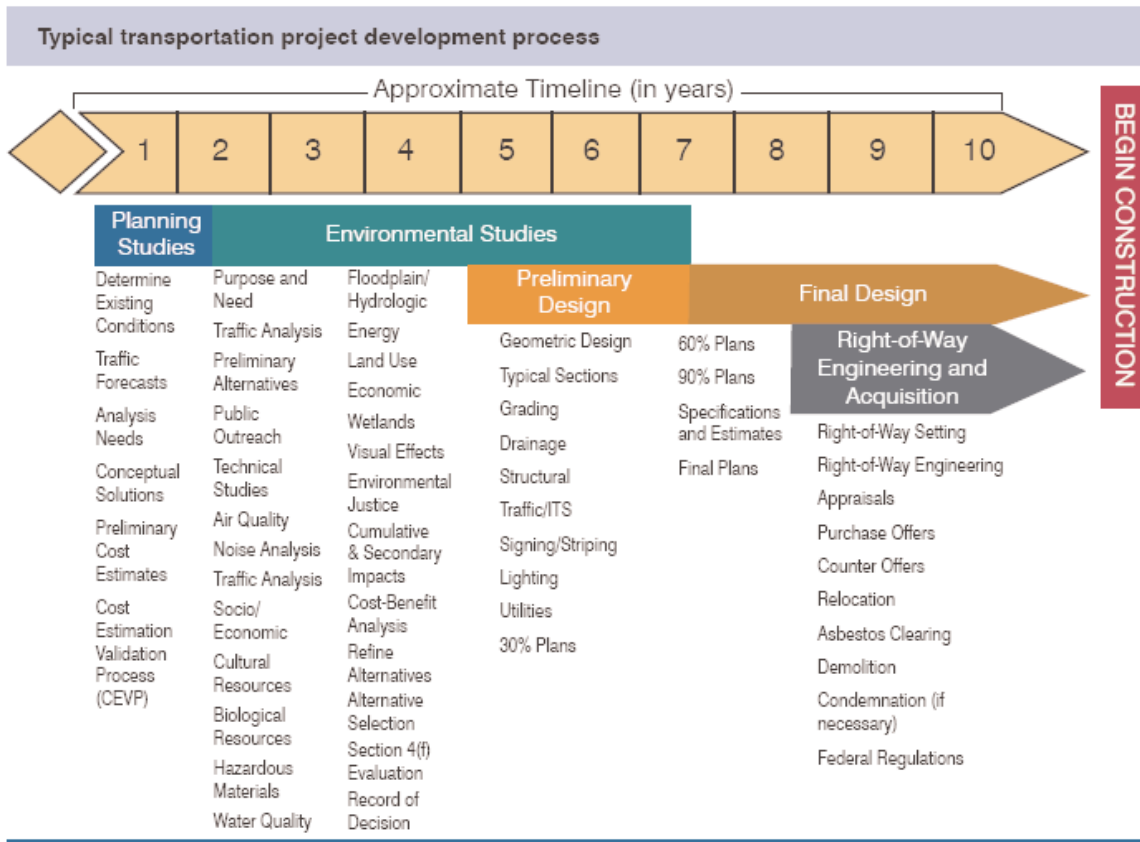 Typical transportation project development process
Approximate Timeline (in years)
1 2 3 4 5 6 7 8 9 10
BEGIN CONSTRUCTION
Planning
Studies
Determine
Existing
Conditions
Traffic
Forecasts
Analysis
Needs
Conceptual
Solutions
Preliminary
Cost
Estimates
Cost
Estimation
Validation
Process
(CEVP)
Environmental Studies
Purpose and
Need
Traffic Analysis
Preliminary
Alternatives
Public
Outreach
Technical
Studies
Air Quality
Noise Analysis
Traffic Analysis
Socio/
Economic
Cultural
Resources
Biological
Resources
Hazardous
Materials
Water Quality
Floodplain/
Hydrologic
Energy
Land Use
Economic
Wetlands
Visual Effects
Environmental
Justice
Cumulative
& Secondary
Impacts
Cost-Benefit
Analysis
Refine
Alternatives
Alternative
Selection
Section 4(f)
Evaluation
Record of
Decision
Preliminary
Design
Geometric Design
Typical Sections
Grading
Drainage
Structural
Traffic/ITS
Signing/Striping
Lighting
Utilities
30% Plans
Final Design
60% Plans
90% Plans
Specifications
and Estimates
Final Plans
Right-of-Way
Engineering and
Acquisition
Right-of-Way Setting
Right-of-Way Engineering
Appraisals
Purchase Offers
Counter Offers
Relocation
Asbestos Clearing
Demolition
Condemnation (if
necessary)
Federal Regulations